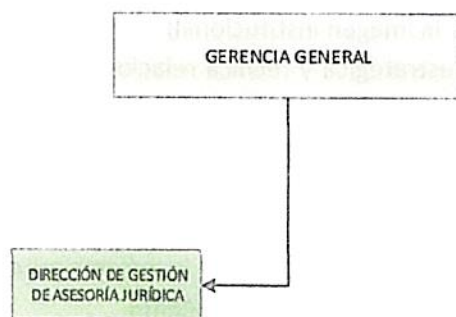 GERENCIA GENERAL
DIRECCIÓN DE GESTIÓN
DE ASESORÍA JURÍDICA